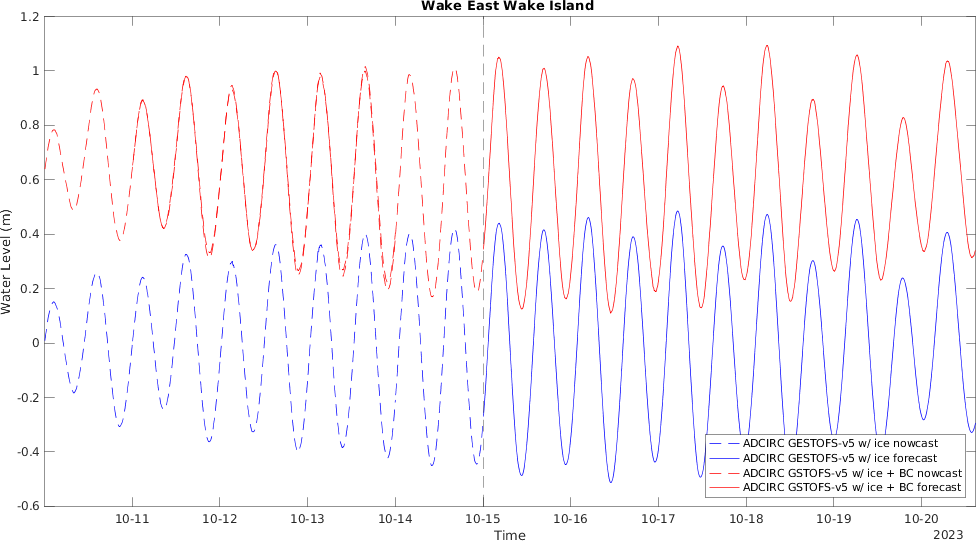 Wake East Wake Island
1.2
1
0.8
0.6
0.4
0.2
0
-0.2
-0.4
-0.6
Water Level (m)
ADCIRC GESTOFS-v5 w/ ice nowcast
ADCIRC GESTOFS-v5 w/ ice forecast
ADCIRC GSTOFS-v5 w/ ice + BC nowcast
ADCIRC GSTOFS-v5 w/ ice + BC forecast
10-11 10-12 10-13 10-14 10-15 10-16 10-17 10-18 10-19 10-20
Time
2023